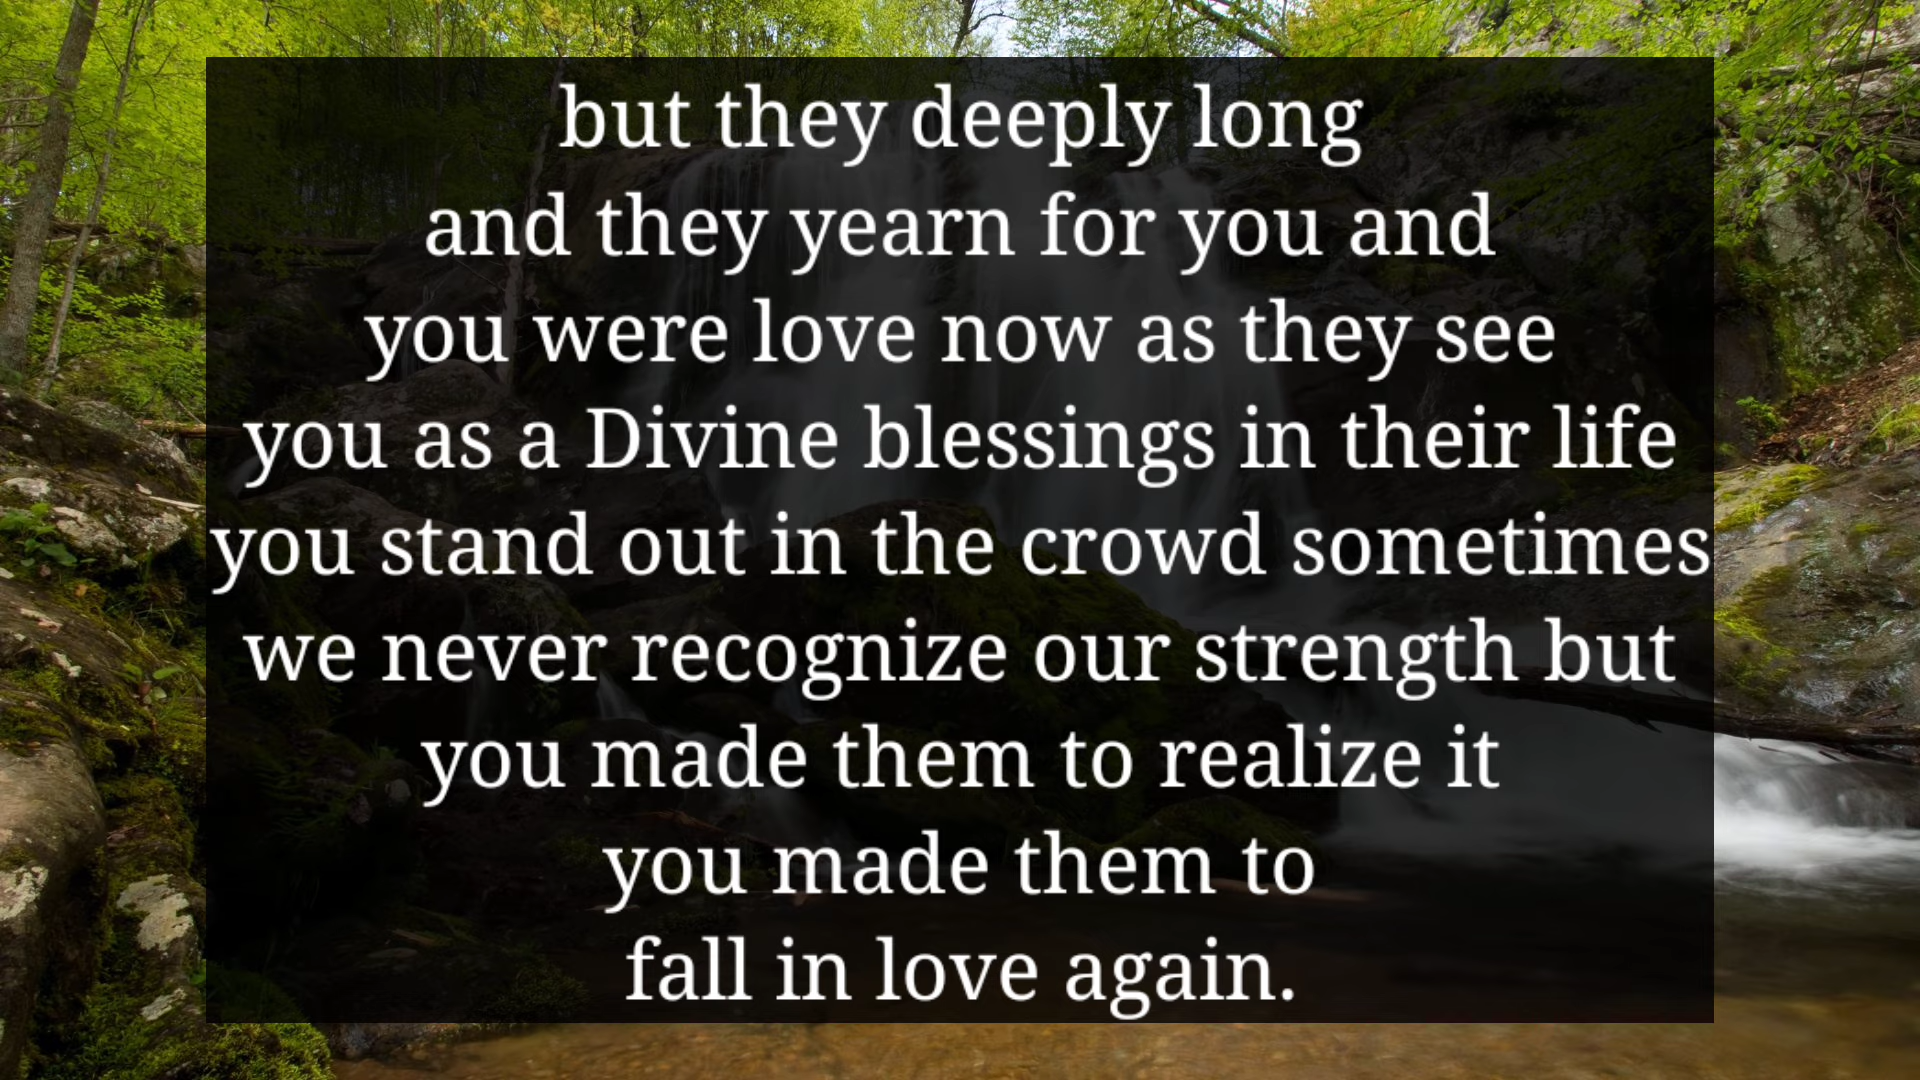 but they deeply long
and they yearn for you and
you were love now as they see
you as a Divine blessings in their life
you stand out in the crowd sometimes
we never recognize our strength but
you made them to realize it
you made them to
fall in love again.